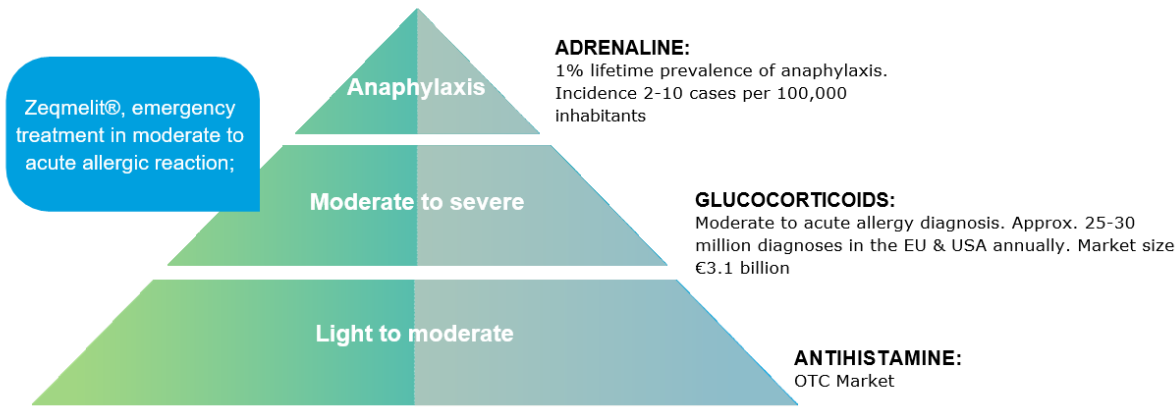 Zeqmelit®, emergency
treatment in moderate to
acute allergic reaction;
Anaphylaxis
ADRENALINE:
1% lifetime prevalence of anaphylaxis.
Incidence 2-10 cases per 100,000
inhabitants
Moderate to severe
GLUCOCORTICOIDS:
Moderate to acute allergy diagnosis. Approx. 25-30
million diagnoses in the EU & USA annually. Market size
€3.1 billion
Light to moderate
ANTIHISTAMINE:
OTC Market